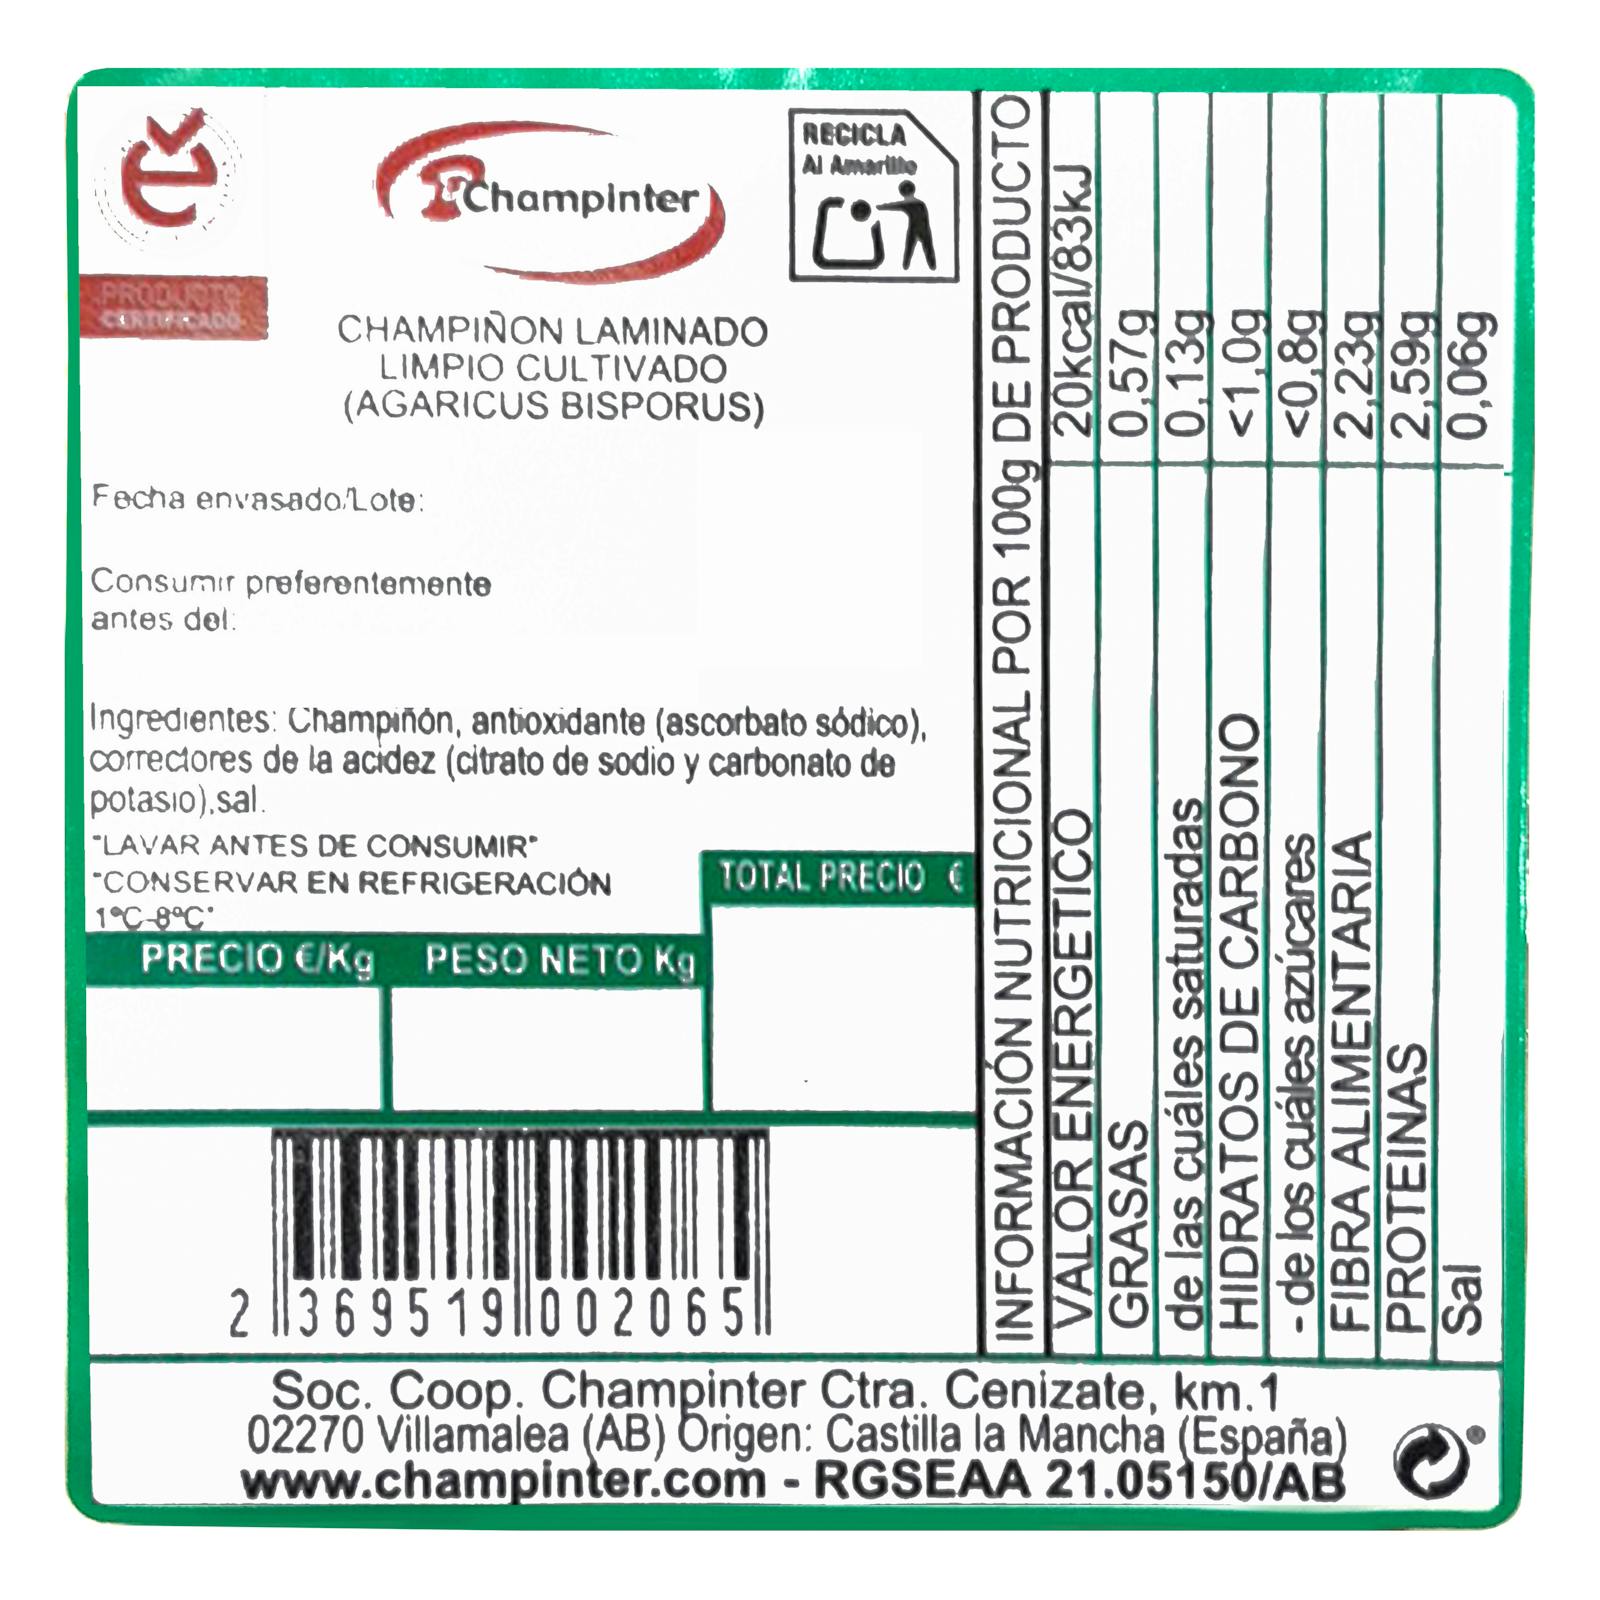 Champinter
RECICLA
Al Amarillo
PRODUCTO
CERTIFICADO
CHAMPIÑON LAMINADO
LIMPIO CULTIVADO
(AGARICUS BISPORUS)
Fecha envasado/Lote:
Consumir preferentemente
antes del:
Ingredientes: Champiñón, antioxidante (ascorbato sódico),
correctores de la acidez (citrato de sodio y carbonato de
potasio),sal.
"LAVAR ANTES DE CONSUMIR"
"CONSERVAR EN REFRIGERACIÓN
1ºC-8ºC"
TOTAL PRECIO €
PRECIO €/Kg PESO NETO Kg
2 369519 002065
INFORMACIÓN NUTRICIONAL POR 100g DE PRODUCTO
VALOR ENERGETICO 20kcal/83kJ
GRASAS 0,57g
de las cuáles saturadas 0,13g
HIDRATOS DE CARBONO <1,0g
- de los cuáles azúcares <0,8g
FIBRA ALIMENTARIA 2,23g
PROTEINAS 2,59g
Sal 0,06g
Soc. Coop. Champinter Ctra. Cenizate, km.1
02270 Villamalea (AB) Origen: Castilla la Mancha (España)
www.champinter.com - RGSEAA 21.05150/AB